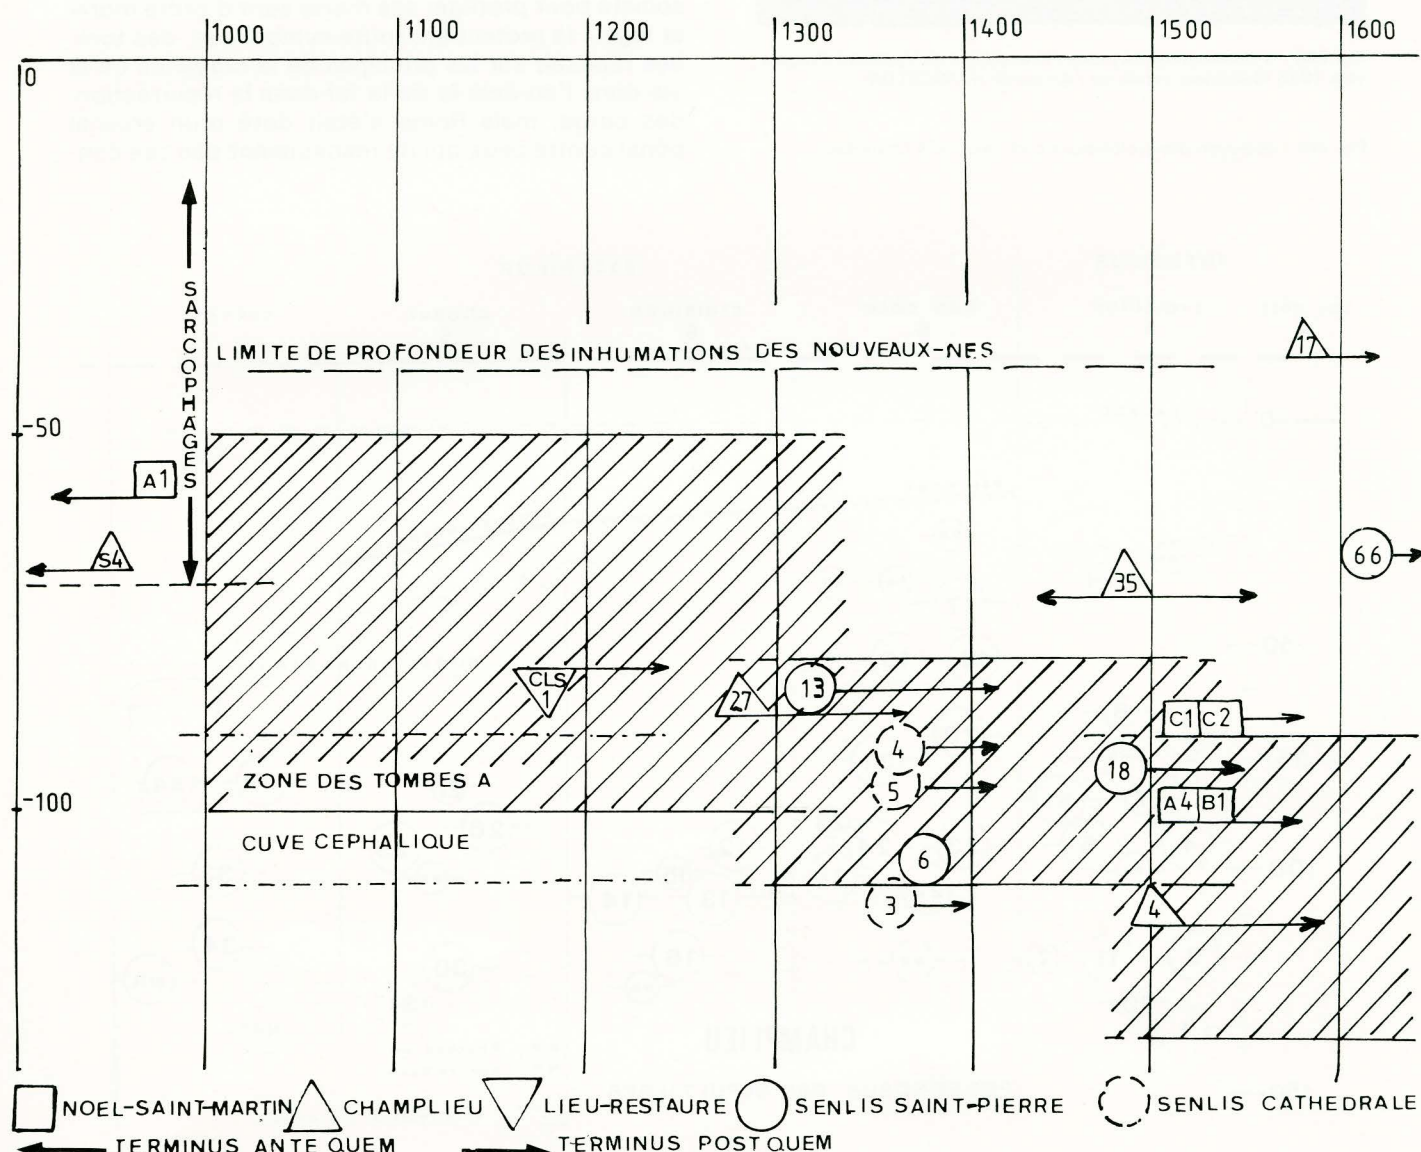 1000 1100 1200 1300 1400 1500 1600
0
SARCOPHAGES
LIMITE DE PROFONDEUR DES INHUMATIONS DES NOUVEAUX-NES
17
-50
A1
S4
66
35
CLS
1
27
13
C1 C2
4
18
5
ZONE DES TOMBES A
-100
A4 B1
CUVE CEPHALIQUE
6
3
4
NOEL-SAINT-MARTIN CHAMPLIEU LIEU-RESTAURE SENLIS SAINT-PIERRE SENLIS CATHEDRALE
TERMINUS ANTE QUEM TERMINUS POST QUEM